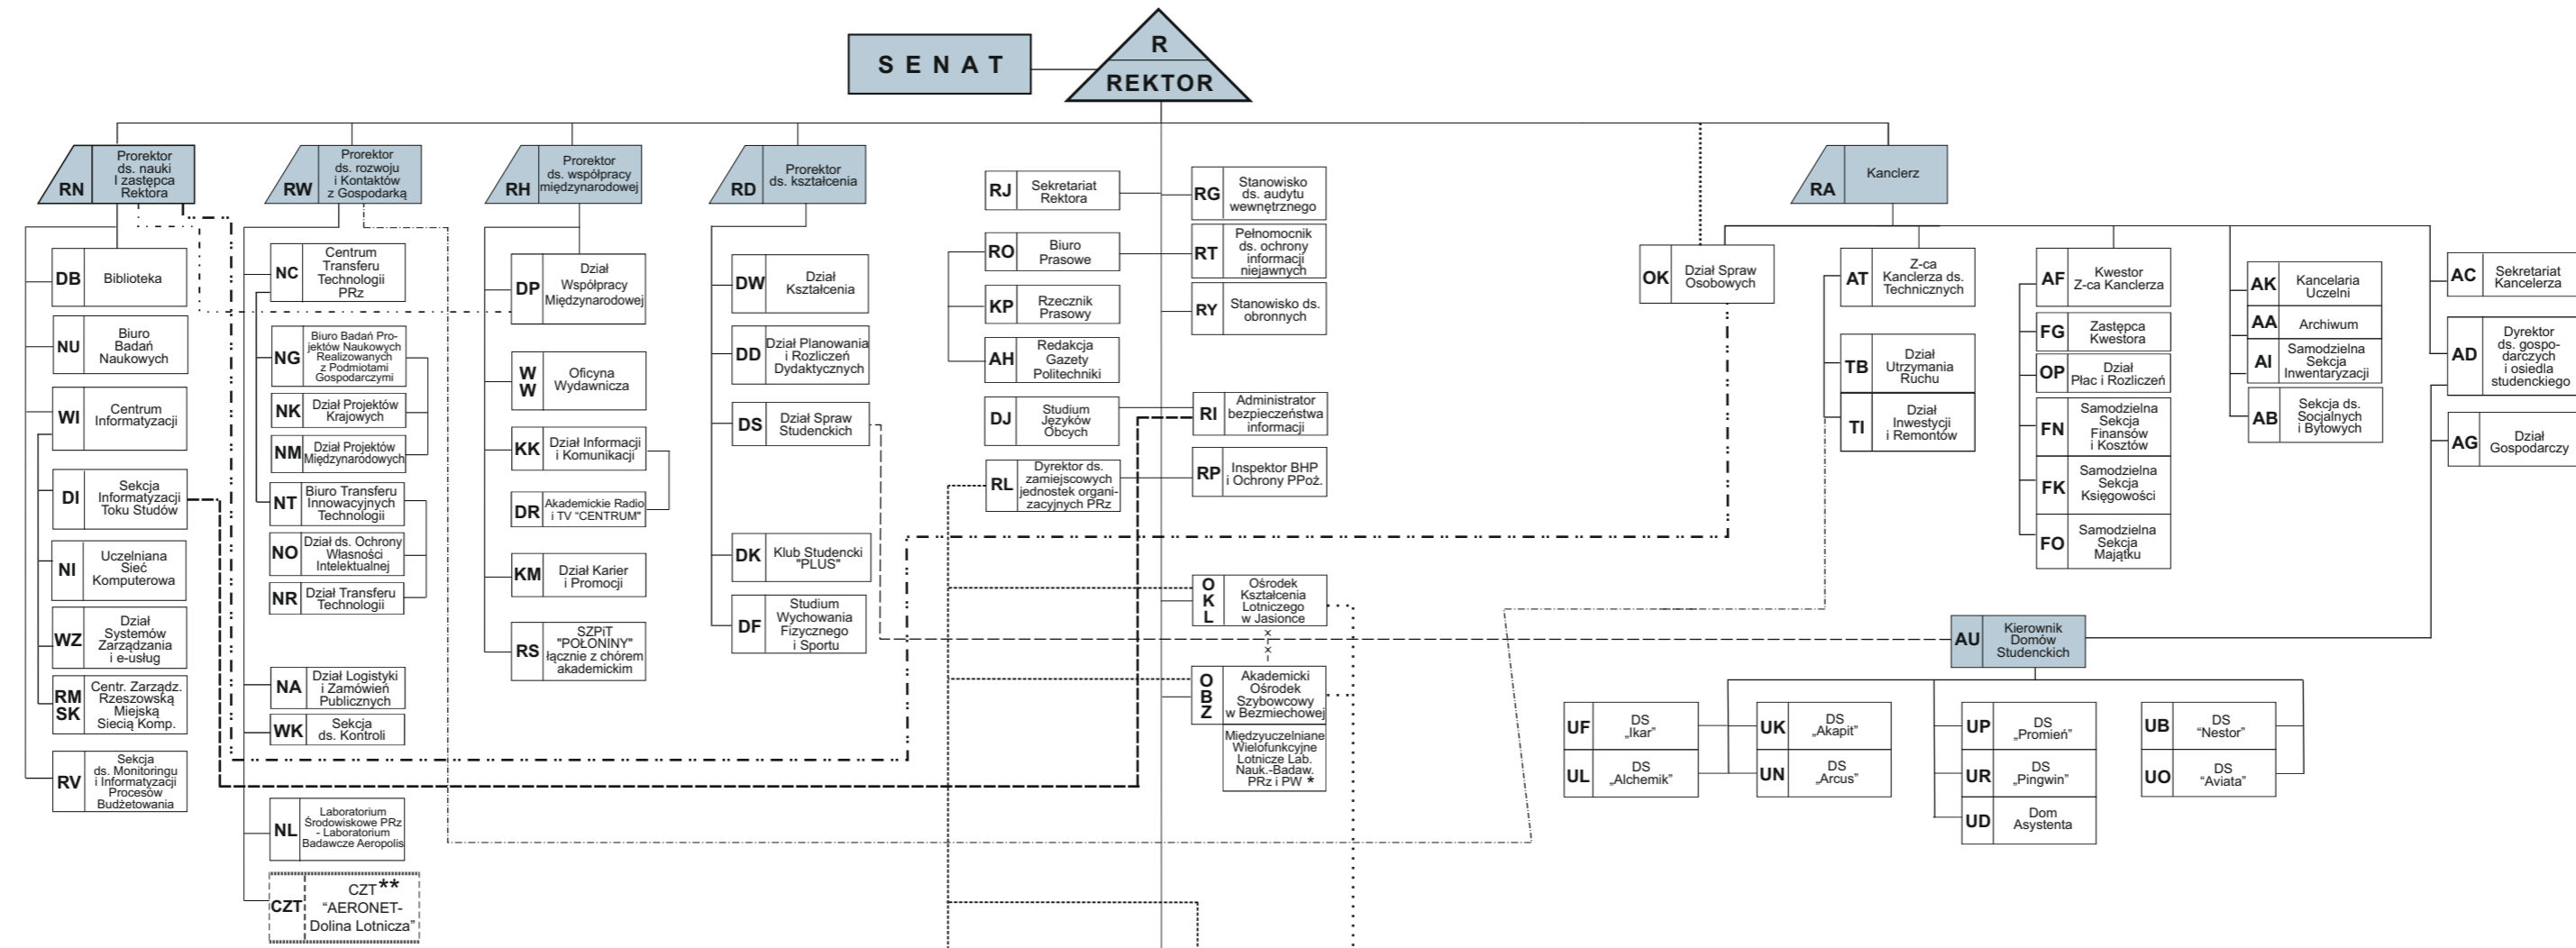 S E N A T
R
REKTOR
RN
Prorektor
ds. nauki
I zastępca
Rektora
RW
Prorektor
ds. rozwoju
i Kontaktów
z Gospodarką
RH
Prorektor
ds. współpracy
międzynarodowej
RD
Prorektor
ds. kształcenia
RA
Kanclerz
DB
Biblioteka
NU
Biuro
Badań
Naukowych
WI
Centrum
Informatyzacji
DI
Sekcja
Informatyzacji
Toku Studów
NI
Uczelniana
Sieć
Komputerowa
WZ
Dział
Systemów
Zarządzania
i e-usług
RM
SK
Centr. Zarządz.
Rzeszowską
Miejską
Siecią Komp.
RV
Sekcja
ds. Monitoringu
i Informatyzacji
Procesów
Budżetowania
NC
Centrum
Transferu
Technologii
PRz
NG
Biuro Badań Pro-
jektów Naukowych
Realizowanych
z Podmiotami
Gospodarczymi
NK
Dział Projektów
Krajowych
NM
Dział Projektów
Międzynarodowych
NT
Biuro Transferu
Innowacyjnych
Technologii
NO
Dział ds. Ochrony
Własności
Intelektualnej
NR
Dział Transferu
Technologii
NA
Dział Logistyki
i Zamówień
Publicznych
WK
Sekcja
ds. Kontroli
NL
Laboratorium
Środowiskowe PRz
- Laboratorium
Badawcze Aeropolis
CZT
CZT**
“AERONET-
Dolina Lotnicza”
DP
Dział
Współpracy
Międzynarodowej
W
W
Oficyna
Wydawnicza
KK
Dział Informacji
i Komunikacji
DR
Akademickie Radio
i TV “CENTRUM”
KM
Dział Karier
i Promocji
RS
SZPiT
"POŁONINY"
łącznie z chórem
akademickim
DW
Dział
Kształcenia
DD
Dział Planowania
i Rozliczeń
Dydaktycznych
DS
Dział Spraw
Studenckich
DK
Klub Studencki
"PLUS"
DF
Studium
Wychowania
Fizycznego
i Sportu
RJ
Sekretariat
Rektora
RO
Biuro
Prasowe
KP
Rzecznik
Prasowy
AH
Redakcja
Gazety
Politechniki
DJ
Studium
Języków
Obcych
RL
Dyrektor ds.
zamiejscowych
jednostek organi-
zacyjnych PRz
RG
Stanowisko
ds. audytu
wewnętrznego
RT
Pełnomocnik
ds. ochrony
informacji
niejawnych
RY
Stanowisko ds.
obronnych
RI
Administrator
bezpieczeństwa
informacji
RP
Inspektor BHP
i Ochrony PPoż.
O
K
L
Ośrodek
Kształcenia
Lotniczego
w Jasionce
O
B
Z
Akademicki
Ośrodek
Szybowcowy
w Bezmiechowej
Międzyuczelniane
Wielofunkcyjne
Lotnicze Lab.
Nauk.-Badaw.
PRz i PW *
OK
Dział Spraw
Osobowych
AT
Z-ca
Kanclerza ds.
Technicznych
TB
Dział
Utrzymania
Ruchu
TI
Dział
Inwestycji
i Remontów
AF
Kwestor
Z-ca Kanclerza
FG
Zastępca
Kwestora
OP
Dział
Płac i Rozliczeń
FN
Samodzielna
Sekcja
Finansów
i Kosztów
FK
Samodzielna
Sekcja
Księgowości
FO
Samodzielna
Sekcja
Majątku
AK
Kancelaria
Uczelni
AA
Archiwum
AI
Samodzielna
Sekcja
Inwentaryzacji
AB
Sekcja ds.
Socjalnych
i Bytowych
AC
Sekretariat
Kancelerza
AD
Dyrektor
ds. gospo-
darczych
i osiedla
studenckiego
AG
Dział
Gospodarczy
AU
Kierownik
Domów
Studenckich
UF
DS
„Ikar”
UL
DS
„Alchemik”
UK
DS
„Akapit”
UN
DS
„Arcus”
UP
DS
„Promień”
UR
DS
„Pingwin”
UD
Dom
Asystenta
UB
DS
“Nestor”
UO
DS
“Aviata”